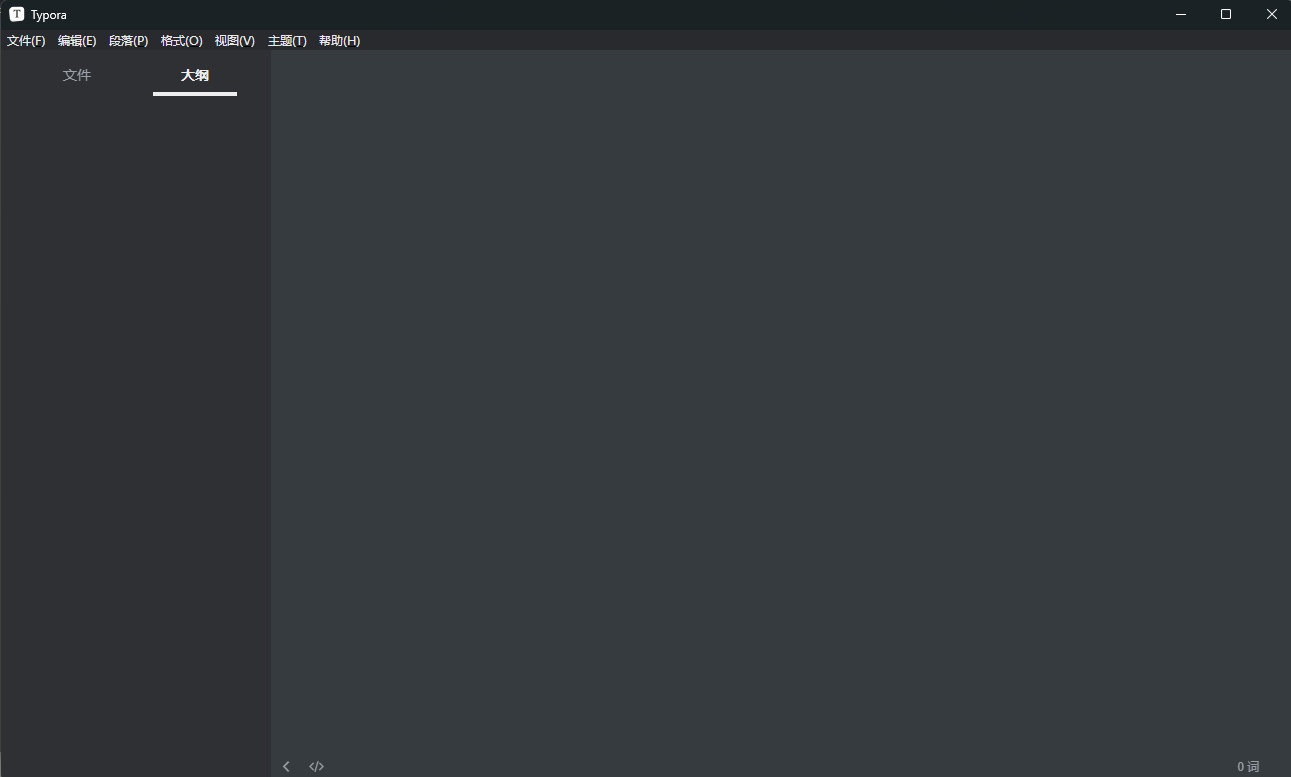 T Typora
文件(F) 编辑(E) 段落(P) 格式(O) 视图(V) 主题(T) 帮助(H)
文件 大纲
</> 0 词